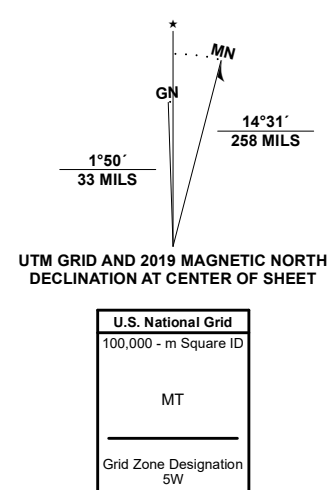 ★
MN
GN
14°31´
258 MILS
1°50´
33 MILS
UTM GRID AND 2019 MAGNETIC NORTH
DECLINATION AT CENTER OF SHEET
U.S. National Grid
100,000 - m Square ID
MT
Grid Zone Designation
5W